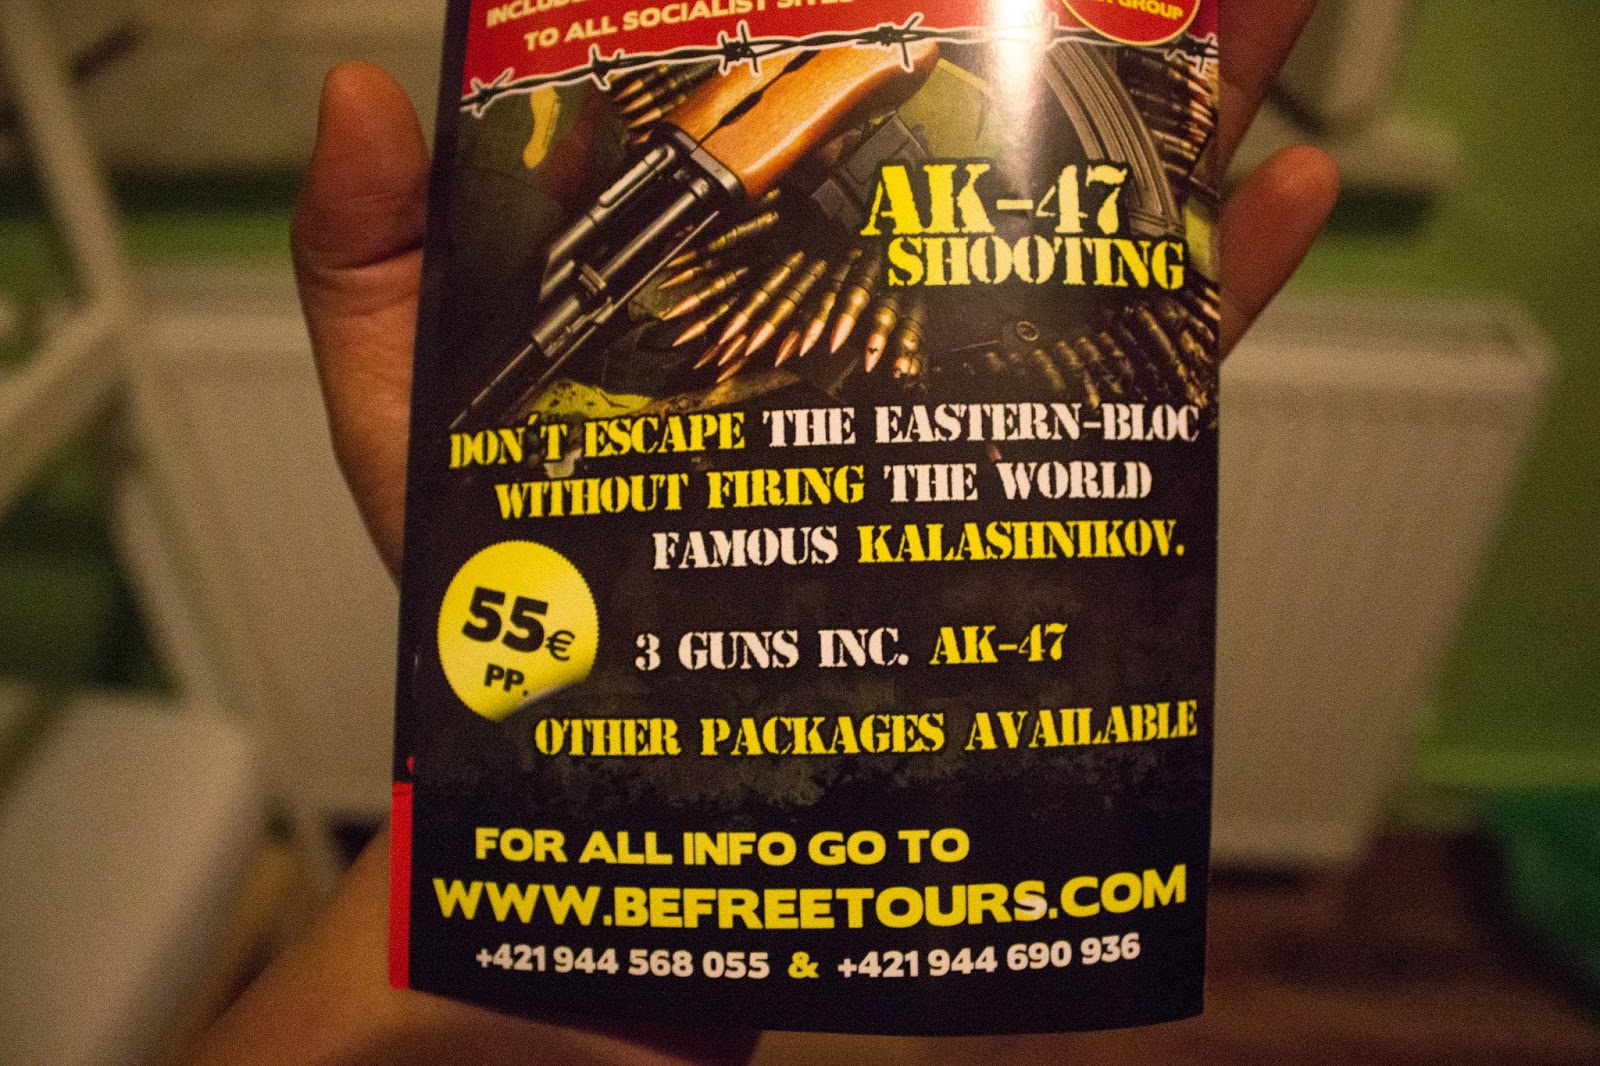 TO ALL SOCIALIST
GROUP
AK-47
SHOOTING
DON´T ESCAPE THE EASTERN-BLOC
WITHOUT FIRING THE WORLD
FAMOUS KALASHNIKOV.
55€
PP.
3 GUNS INC. AK-47
OTHER PACKAGES AVAILABLE
FOR ALL INFO GO TO
WWW.BEFREETOURS.COM
+421 944 568 055 & +421 944 690 936